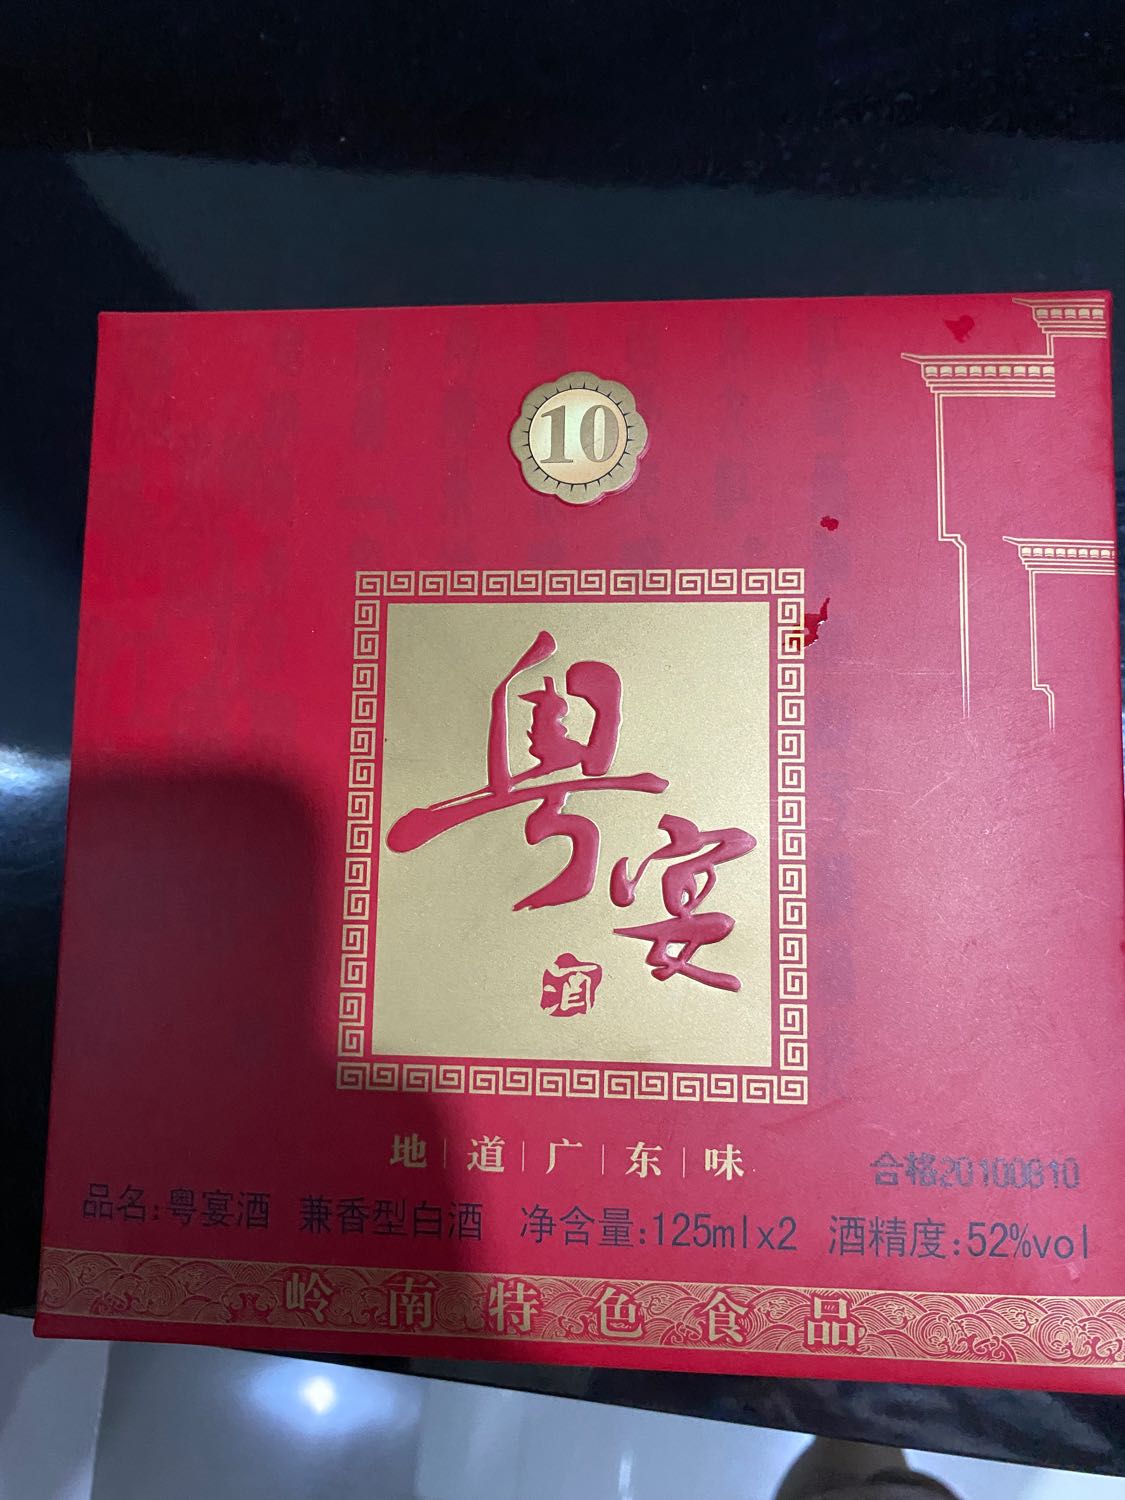 10
粤宴
酒
地道广东味
合格20100810
品名:粤宴酒 兼香型白酒 净含量:125mlx2 酒精度:52%vol
岭南特色食品